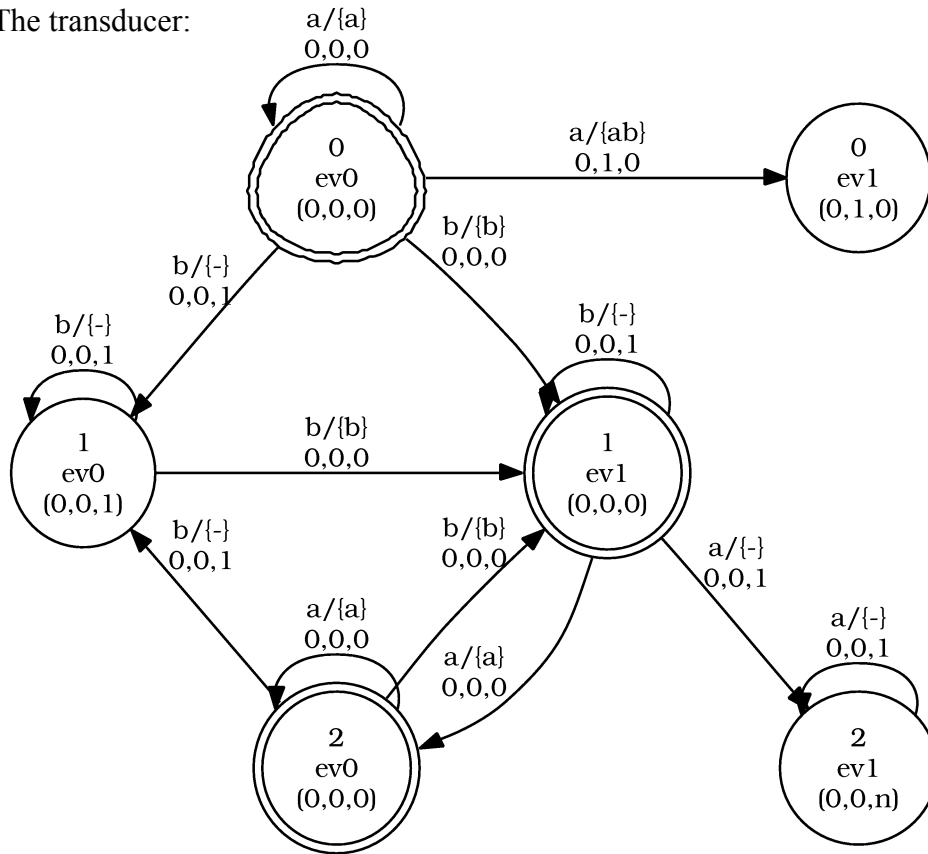 The transducer:
a/{a}
0,0,0
0
ev0
(0,0,0)
a/{ab}
0,1,0
0
ev1
(0,1,0)
b/{b}
0,0,0
b/{-}
0,0,1
b/{-}
0,0,1
b/{-}
0,0,1
1
ev0
(0,0,1)
b/{b}
0,0,0
1
ev1
(0,0,0)
b/{-}
0,0,1
b/{b}
0,0,0
a/{-}
0,0,1
a/{a}
0,0,0
a/{a}
0,0,0
a/{-}
0,0,1
2
ev0
(0,0,0)
2
ev1
(0,0,n)